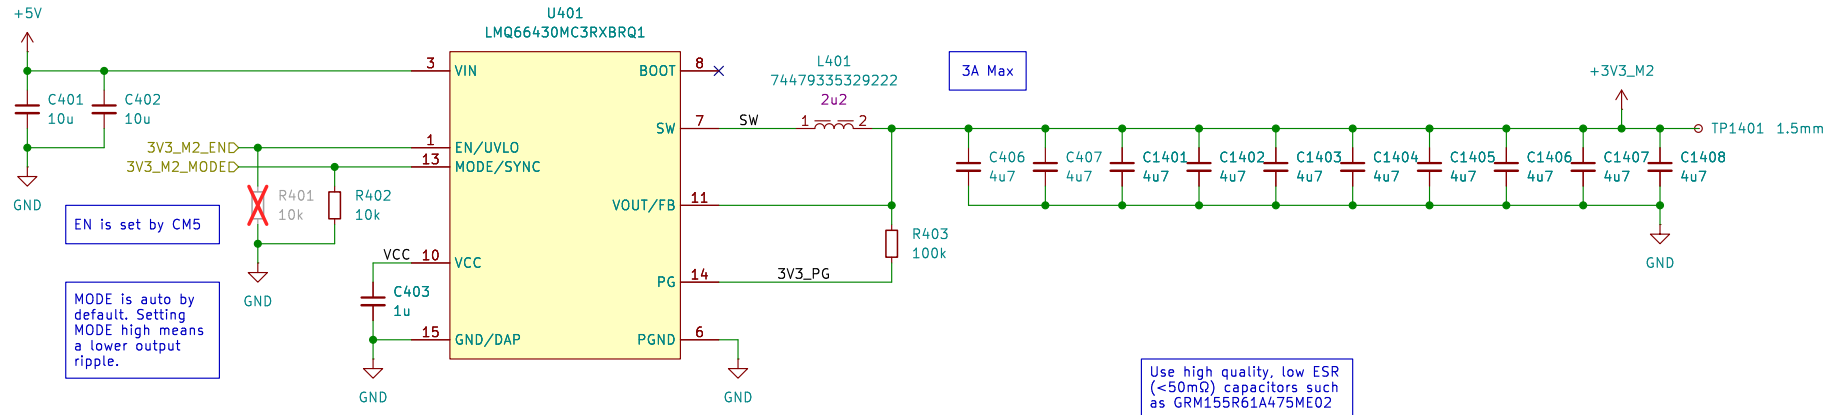 +5V
U401
LMQ66430MC3RXBRQ1
3 VIN
BOOT 8
C401
10u
C402
10u
GND
3V3_M2_EN
1 EN/UVLO
3V3_M2_MODE
13 MODE/SYNC
R401
10k
R402
10k
GND
EN is set by CM5
MODE is auto by
default. Setting
MODE high means
a lower output
ripple.
VCC 10 VCC
C403
1u
15 GND/DAP
GND
SW 7 SW
L401
74479335329222
2u2
1 2
VOUT/FB 11
R403
100k
PG 14 3V3_PG
PGND 6
GND
3A Max
+3V3_M2
TP1401 1.5mm
C406
4u7
C407
4u7
C1401
4u7
C1402
4u7
C1403
4u7
C1404
4u7
C1405
4u7
C1406
4u7
C1407
4u7
C1408
4u7
GND
Use high quality, low ESR
(<50mΩ) capacitors such
as GRM155R61A475ME02